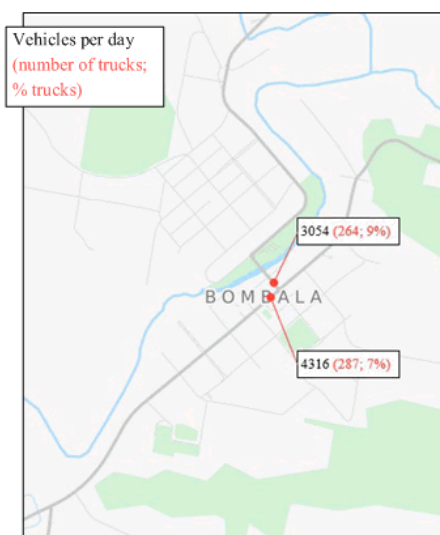 Vehicles per day
(number of trucks;
% trucks)
3054 (264; 9%)
BOMBALA
4316 (287; 7%)